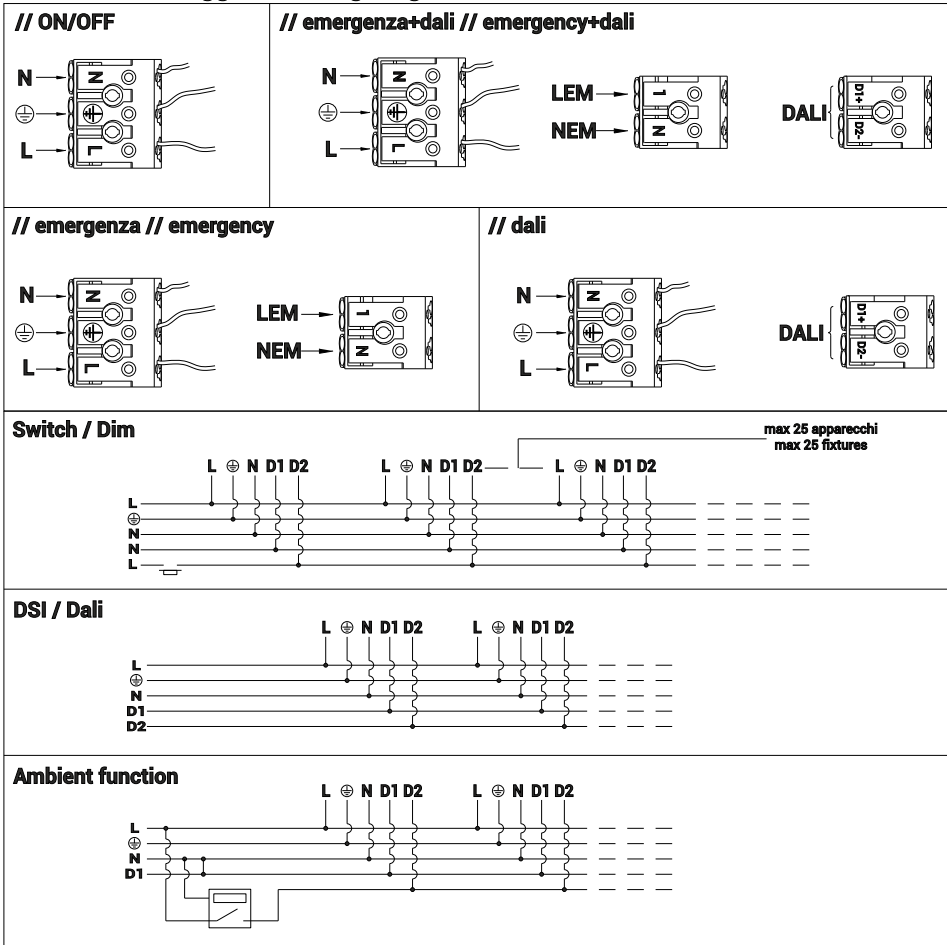 // ON/OFF
N
L
N
L
// emergenza+dali // emergency+dali
N
L
N
L
LEM
NEM
1
N
DALI
D1+
D2-
// emergenza // emergency
N
L
N
L
LEM
NEM
1
N
// dali
N
L
N
L
DALI
D1+
D2-
Switch / Dim
max 25 apparecchi
max 25 fixtures
L N D1 D2 L N D1 D2 L N D1 D2
L
N
N
L
DSI / Dali
L N D1 D2 L N D1 D2
L
N
D1
D2
Ambient function
L N D1 D2 L N D1 D2
L
N
D1